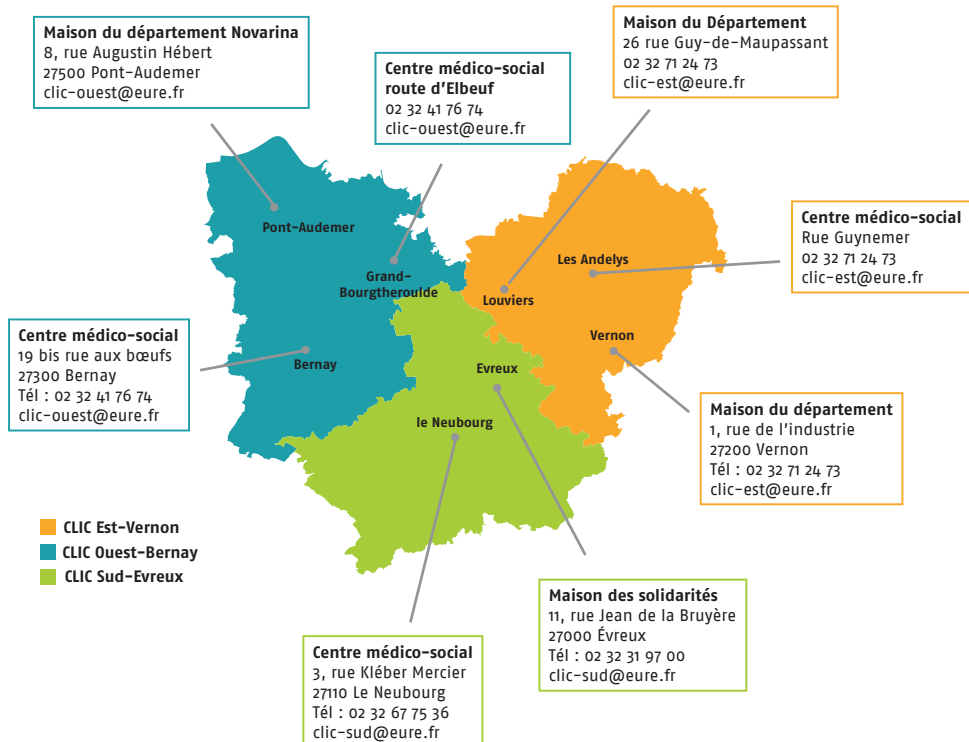 Maison du département Novarina
8, rue Augustin Hébert
27500 Pont-Audemer
clic-ouest@eure.fr
Centre médico-social
route d'Elbeuf
02 32 41 76 74
clic-ouest@eure.fr
Maison du Département
26 rue Guy-de-Maupassant
02 32 71 24 73
clic-est@eure.fr
Centre médico-social
Rue Guynemer
02 32 71 24 73
clic-est@eure.fr
Pont-Audemer
Grand-
Bourgtheroulde
Les Andelys
Louviers
Vernon
Bernay
Evreux
le Neubourg
Centre médico-social
19 bis rue aux bœufs
27300 Bernay
Tél : 02 32 41 76 74
clic-ouest@eure.fr
Maison du département
1, rue de l'industrie
27200 Vernon
Tél : 02 32 71 24 73
clic-est@eure.fr
CLIC Est-Vernon
CLIC Ouest-Bernay
CLIC Sud-Evreux
Maison des solidarités
11, rue Jean de la Bruyère
27000 Évreux
Tél : 02 32 31 97 00
clic-sud@eure.fr
Centre médico-social
3, rue Kléber Mercier
27110 Le Neubourg
Tél : 02 32 67 75 36
clic-sud@eure.fr